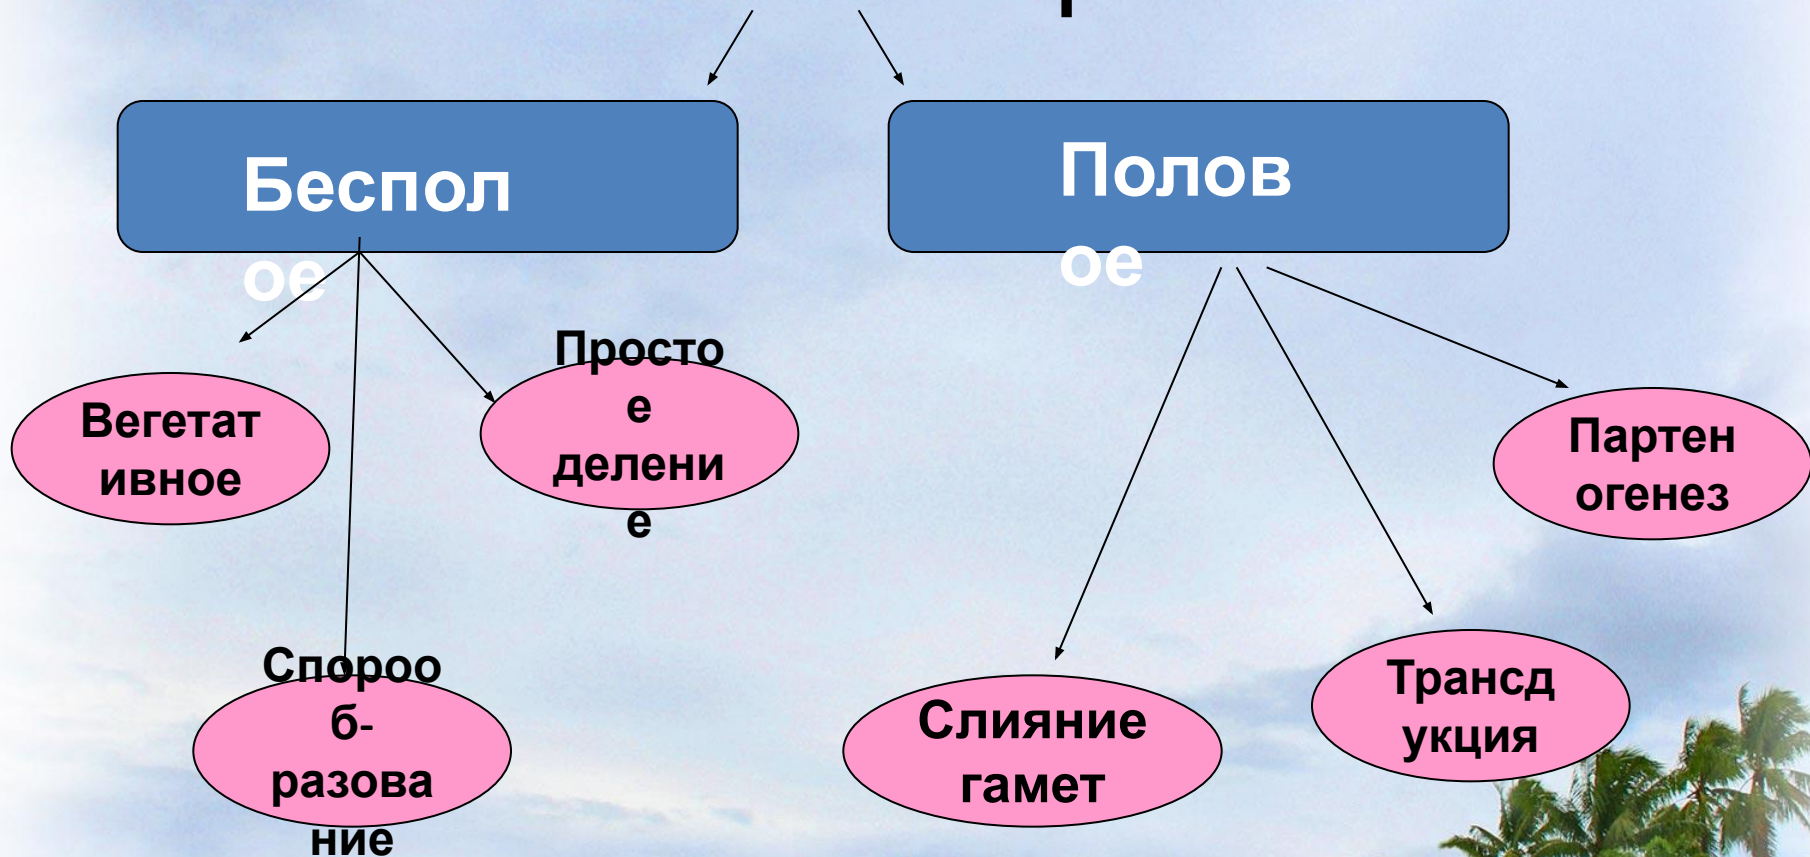 Беспол
ое
Полов
ое
Вегетат
ивное
Просто
е
делени
е
Партен
огенез
Спороо
б-
разова
ние
Слияние
гамет
Трансд
укция